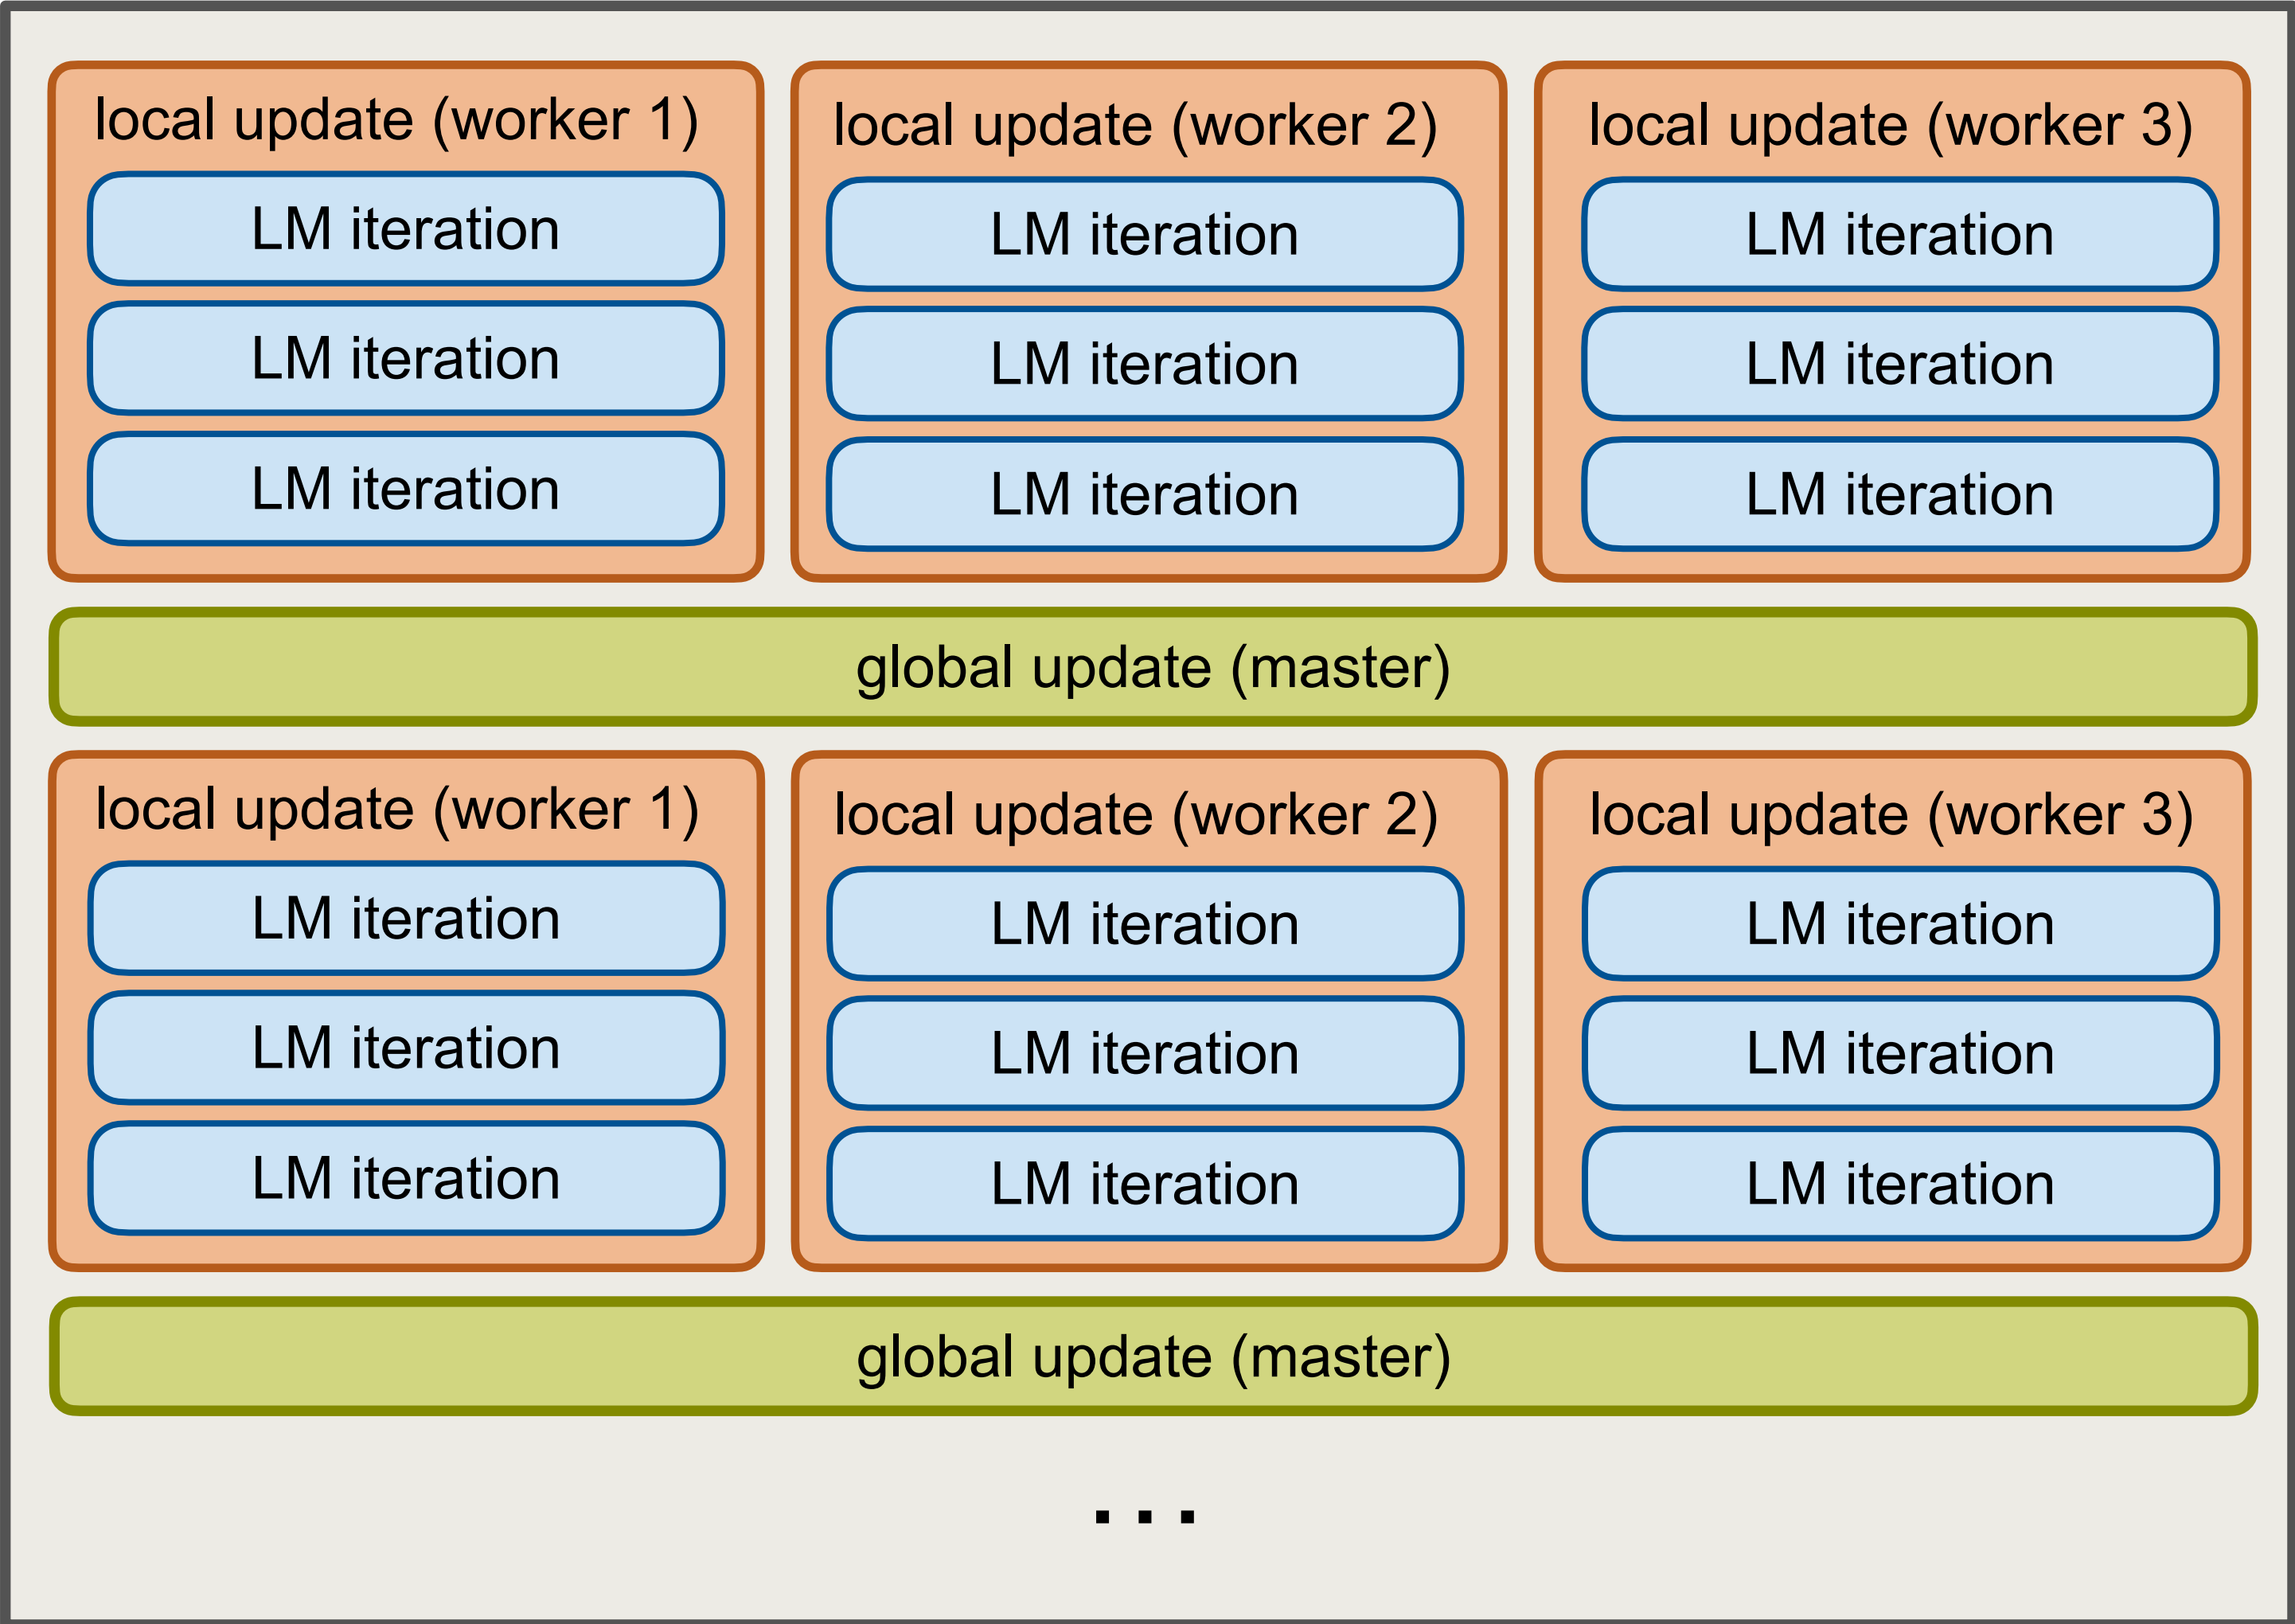 local update (worker 1)
LM iteration
LM iteration
LM iteration
local update (worker 2)
LM iteration
LM iteration
LM iteration
local update (worker 3)
LM iteration
LM iteration
LM iteration
global update (master)
local update (worker 1)
LM iteration
LM iteration
LM iteration
local update (worker 2)
LM iteration
LM iteration
LM iteration
local update (worker 3)
LM iteration
LM iteration
LM iteration
global update (master)
...